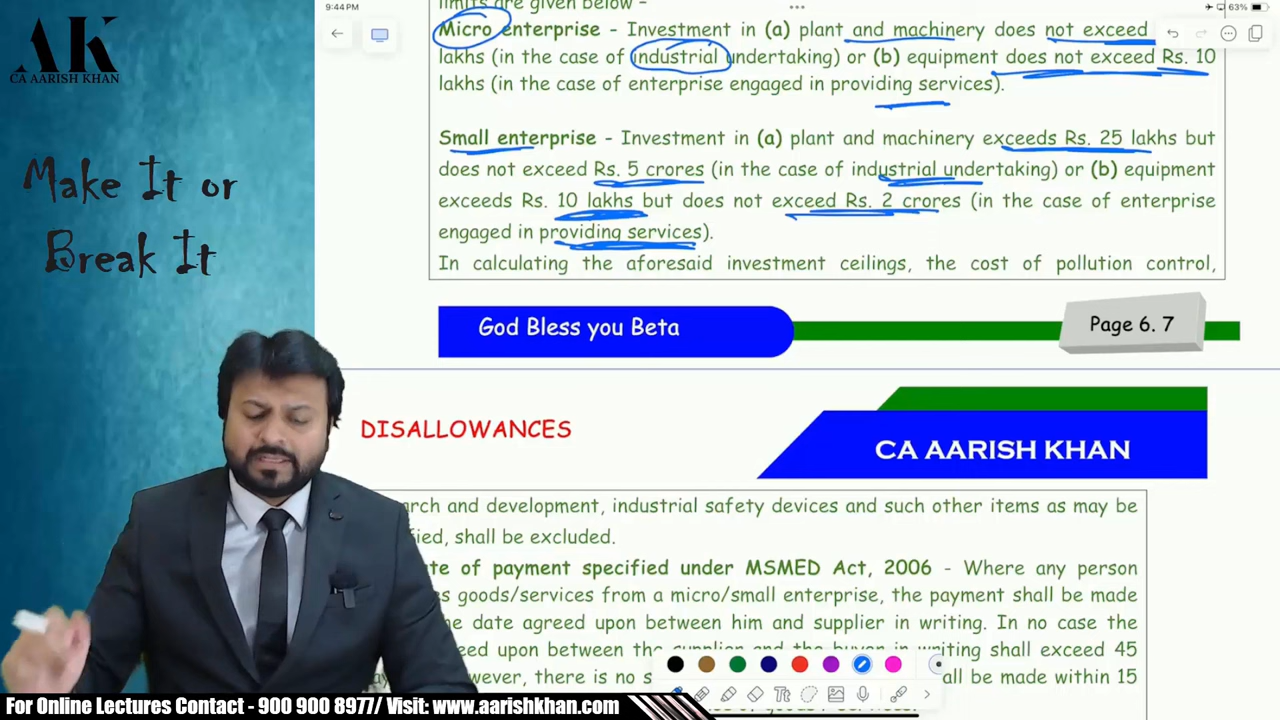 9:44PM
63%
limits are given below –
Micro enterprise - Investment in (a) plant and machinery does not exceed
lakhs (in the case of industrial undertaking) or (b) equipment does not exceed Rs. 10
lakhs (in the case of enterprise engaged in providing services).
Small enterprise - Investment in (a) plant and machinery exceeds Rs. 25 lakhs but
does not exceed Rs. 5 crores (in the case of industrial undertaking) or (b) equipment
exceeds Rs. 10 lakhs but does not exceed Rs. 2 crores (in the case of enterprise
engaged in providing services).
In calculating the aforesaid investment ceilings, the cost of pollution control,
AK
CA AARISH KHAN
Make It or
Break It
God Bless you Beta
Page 6. 7
DISALLOWANCES
CA AARISH KHAN
and development, industrial safety devices and such other items as may be
shall be excluded.
of payment specified under MSMED Act, 2006 - Where any person
goods/services from a micro/small enterprise, the payment shall be made
date agreed upon between him and supplier in writing. In no case the
upon between the supplier and the buyer in writing shall exceed 45
there is no made within 15
Tt
For Online Lectures Contact - 900 900 8977/ Visit: www.aarishkhan.com